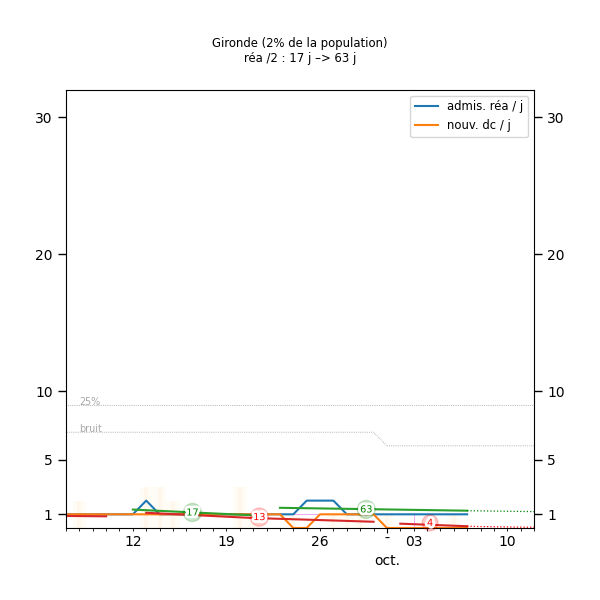 Gironde (2% de la population)
réa /2 : 17 j –> 63 j
admis. réa / j
nouv. dc / j
30 30
20 20
10 10
25%
bruit
5 5
1 1
17 13 63 4
12 19 26 - 03 10
oct.